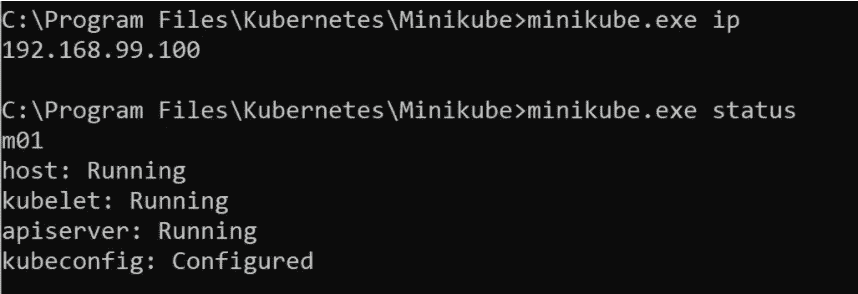 C:\Program Files\Kubernetes\Minikube>minikube.exe ip
192.168.99.100
C:\Program Files\Kubernetes\Minikube>minikube.exe status
m01
host: Running
kubelet: Running
apiserver: Running
kubeconfig: Configured